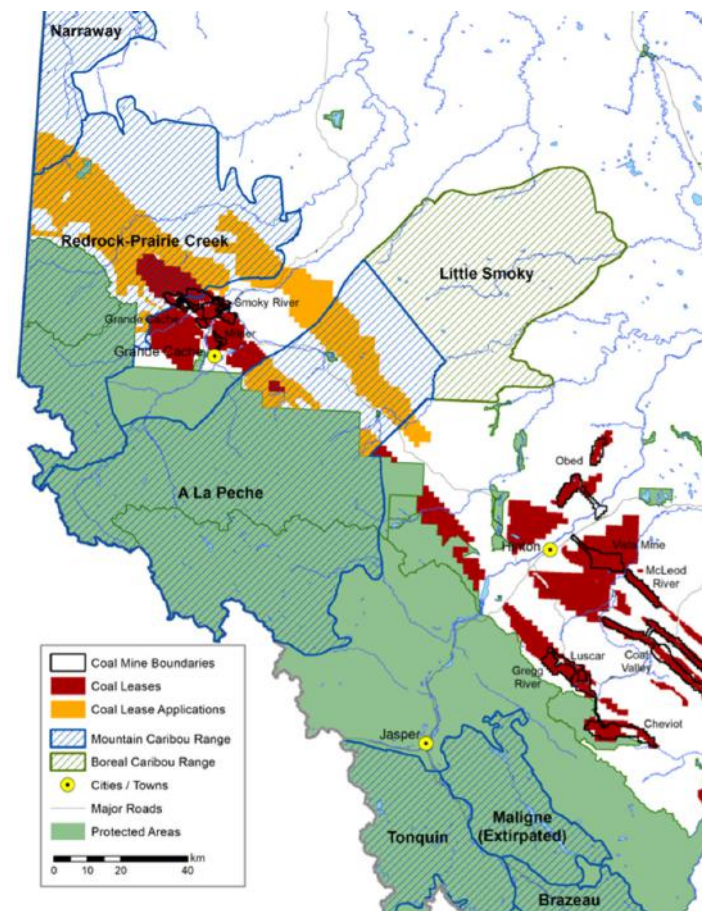 Narraway
Redrock-Prairie Creek
Little Smoky
Smoky River
Grande Cache
Grande Cache
A La Peche
Obed
Hinton
Vista Mine
McLeod
River
Luscar
Coal
Valley
Gregg
River
Cheviot
Jasper
Maligne
(Extirpated)
Tonquin
Brazeau
Coal Mine Boundaries
Coal Leases
Coal Lease Applications
Mountain Caribou Range
Boreal Caribou Range
Cities / Towns
Major Roads
Protected Areas
km
0 5 10 20 40